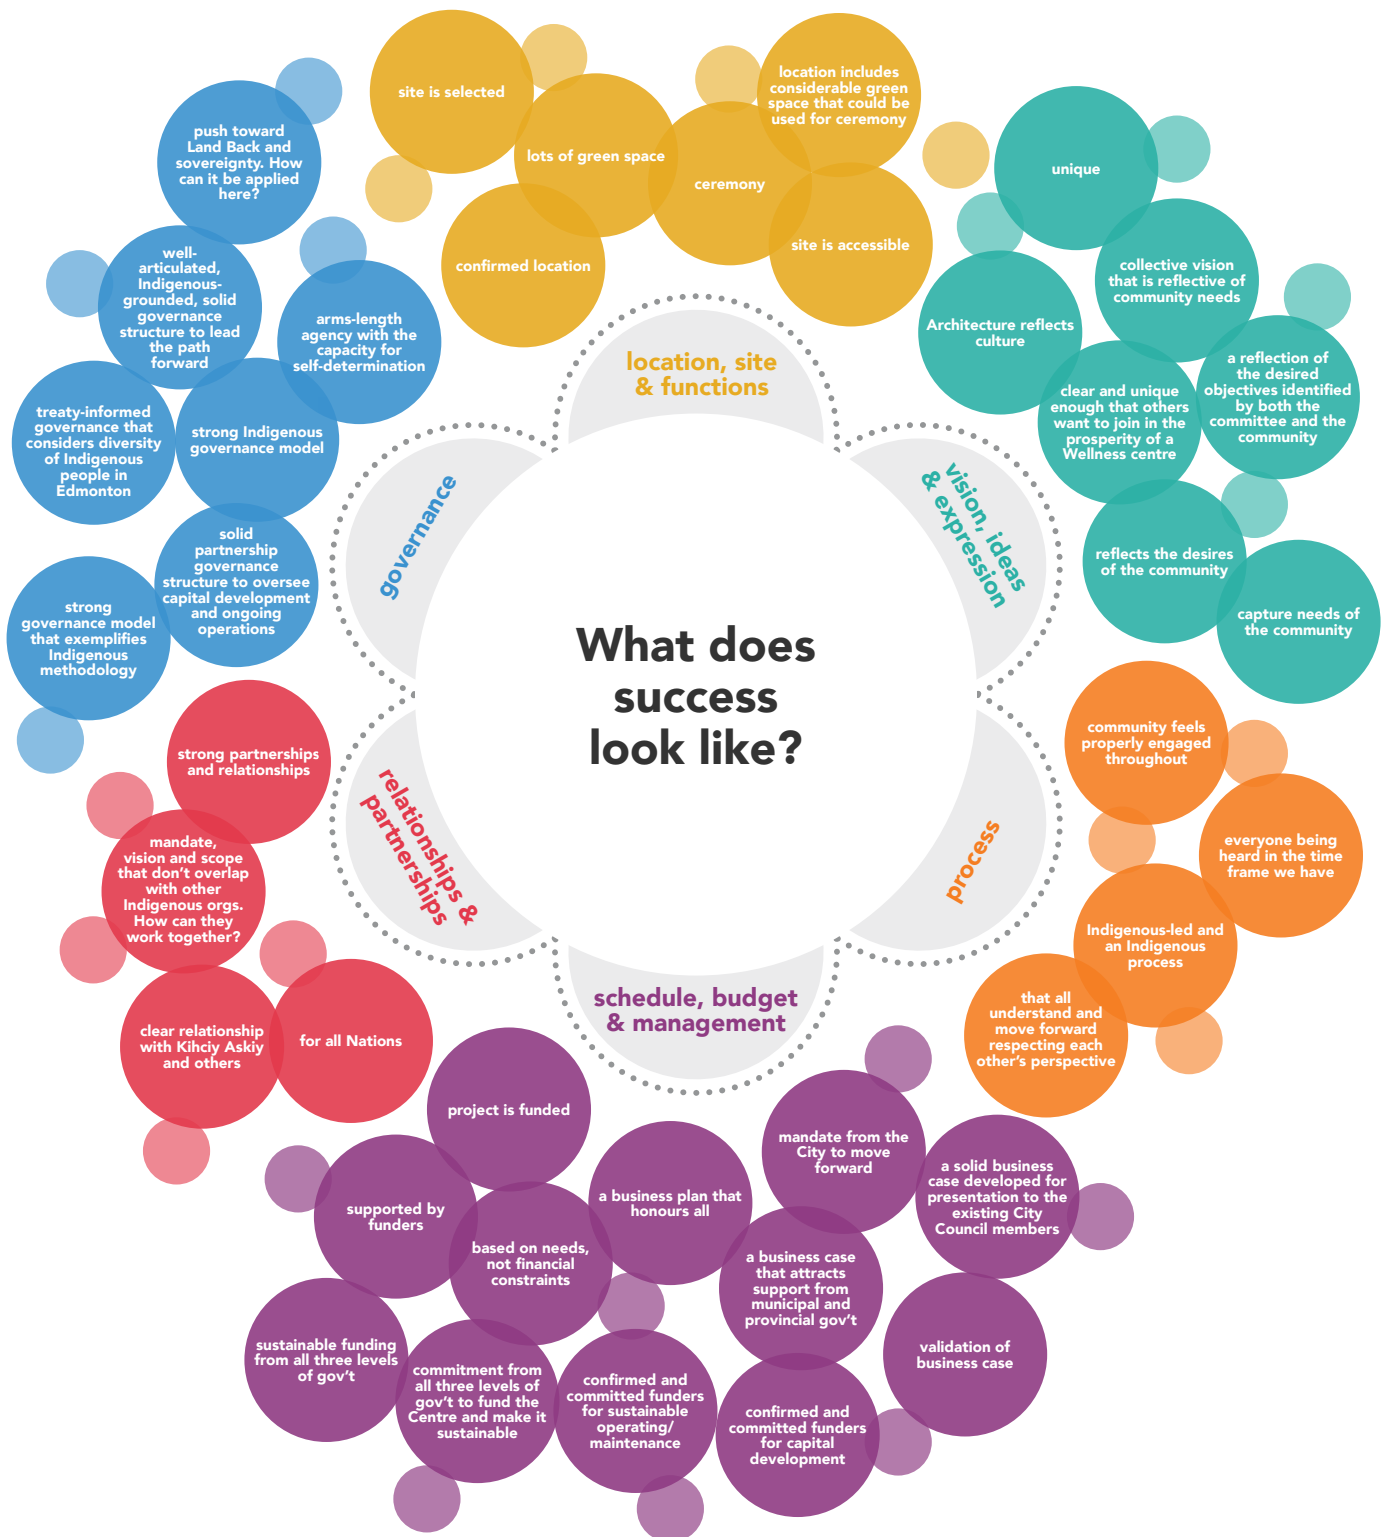 What does
success
look like?
location, site
& functions
site is selected
lots of green space
confirmed location
ceremony
location includes
considerable green
space that could be
used for ceremony
site is accessible
vision, ideas
& expression
unique
collective vision
that is reflective of
community needs
Architecture reflects
culture
a reflection of
the desired
objectives identified
by both the
committee and the
community
clear and unique
enough that others
want to join in the
prosperity of a
Wellness centre
reflects the desires
of the community
capture needs of
the community
process
community feels
properly engaged
throughout
everyone being
heard in the time
frame we have
Indigenous-led and
an Indigenous
process
that all
understand and
move forward
respecting each
other's perspective
schedule, budget
& management
project is funded
supported by
funders
based on needs,
not financial
constraints
a business plan that
honours all
mandate from the
City to move
forward
a solid business
case developed for
presentation to the
existing City
Council members
a business case
that attracts
support from
municipal and
provincial gov't
validation of
business case
sustainable funding
from all three levels
of gov't
commitment from
all three levels of
gov't to fund the
Centre and make it
sustainable
confirmed and
committed funders
for sustainable
operating/
maintenance
confirmed and
committed funders
for capital
development
relationships &
partnerships
strong partnerships
and relationships
mandate,
vision and scope
that don't overlap
with other
Indigenous orgs.
How can they
work together?
clear relationship
with Kihciy Askiy
and others
for all Nations
governance
push toward
Land Back and
sovereignty. How
can it be applied
here?
well-
articulated,
Indigenous-
grounded, solid
governance
structure to lead
the path
forward
arms-length
agency with the
capacity for
self-determination
treaty-informed
governance that
considers diversity
of Indigenous
people in
Edmonton
strong Indigenous
governance model
solid
partnership
governance
structure to oversee
capital development
and ongoing
operations
strong
governance model
that exemplifies
Indigenous
methodology